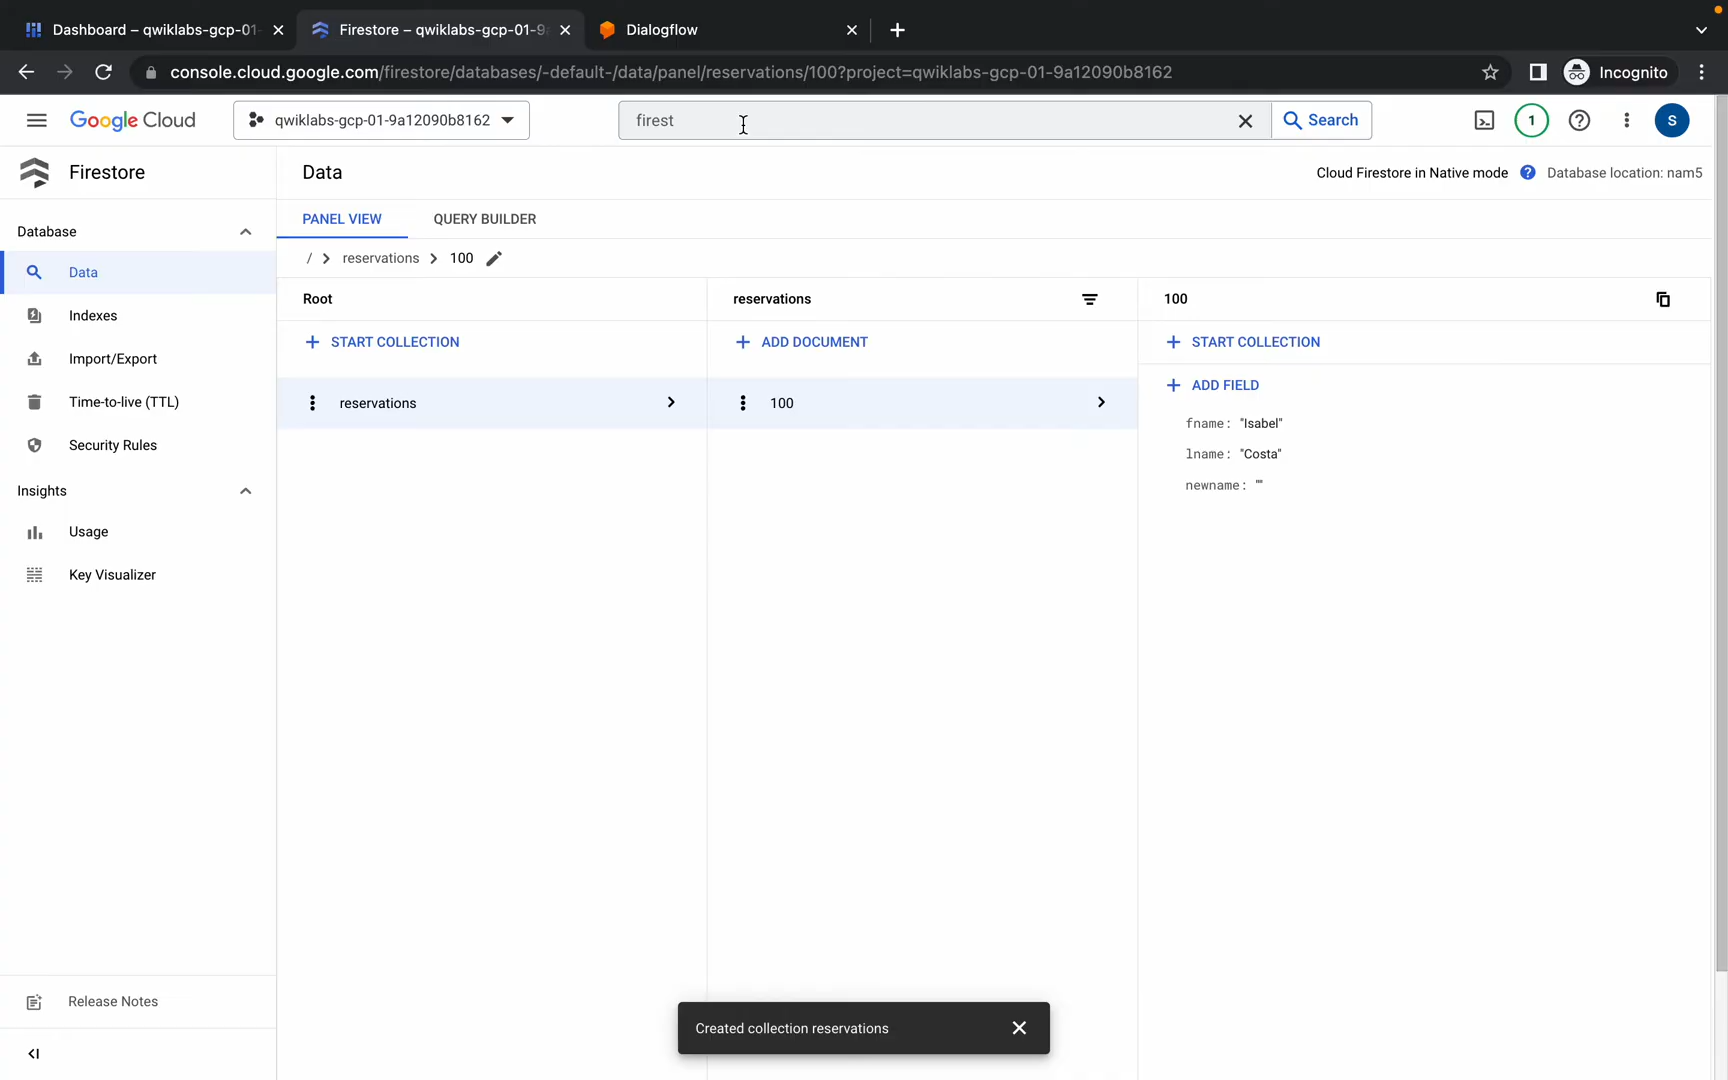 Dashboard – qwiklabs-gcp-01-
Firestore – qwiklabs-gcp-01-9a
Dialogflow
console.cloud.google.com/firestore/databases/-default-/data/panel/reservations/100?project=qwiklabs-gcp-01-9a12090b8162
Incognito
Google Cloud
qwiklabs-gcp-01-9a12090b8162
firest
Search
1
S
Firestore
Data
Cloud Firestore in Native mode
Database location: nam5
Database
PANEL VIEW
QUERY BUILDER
/ > reservations > 100
Data
Indexes
Import/Export
Time-to-live (TTL)
Security Rules
Insights
Usage
Key Visualizer
Root
+ START COLLECTION
reservations
reservations
+ ADD DOCUMENT
100
100
+ START COLLECTION
+ ADD FIELD
fname: "Isabel"
lname: "Costa"
newname: ""
Release Notes
Created collection reservations